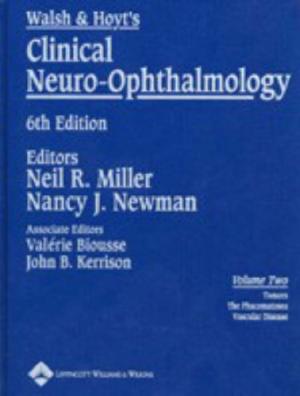 Walsh & Hoyt's
Clinical
Neuro-Ophthalmology
6th Edition
Editors
Neil R. Miller
Nancy J. Newman
Associate Editors
Valérie Biousse
John B. Kerrison
Volume Two
Tumors
The Phacomatoses
Vascular Disease
LIPPINCOTT WILLIAMS & WILKINS